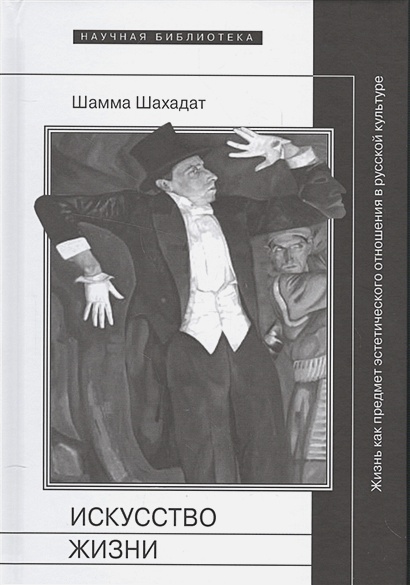 НАУЧНАЯ БИБЛИОТЕКА
Шамма Шахадат
Жизнь как предмет эстетического отношения в русской культуре
ИСКУССТВО
ЖИЗНИ